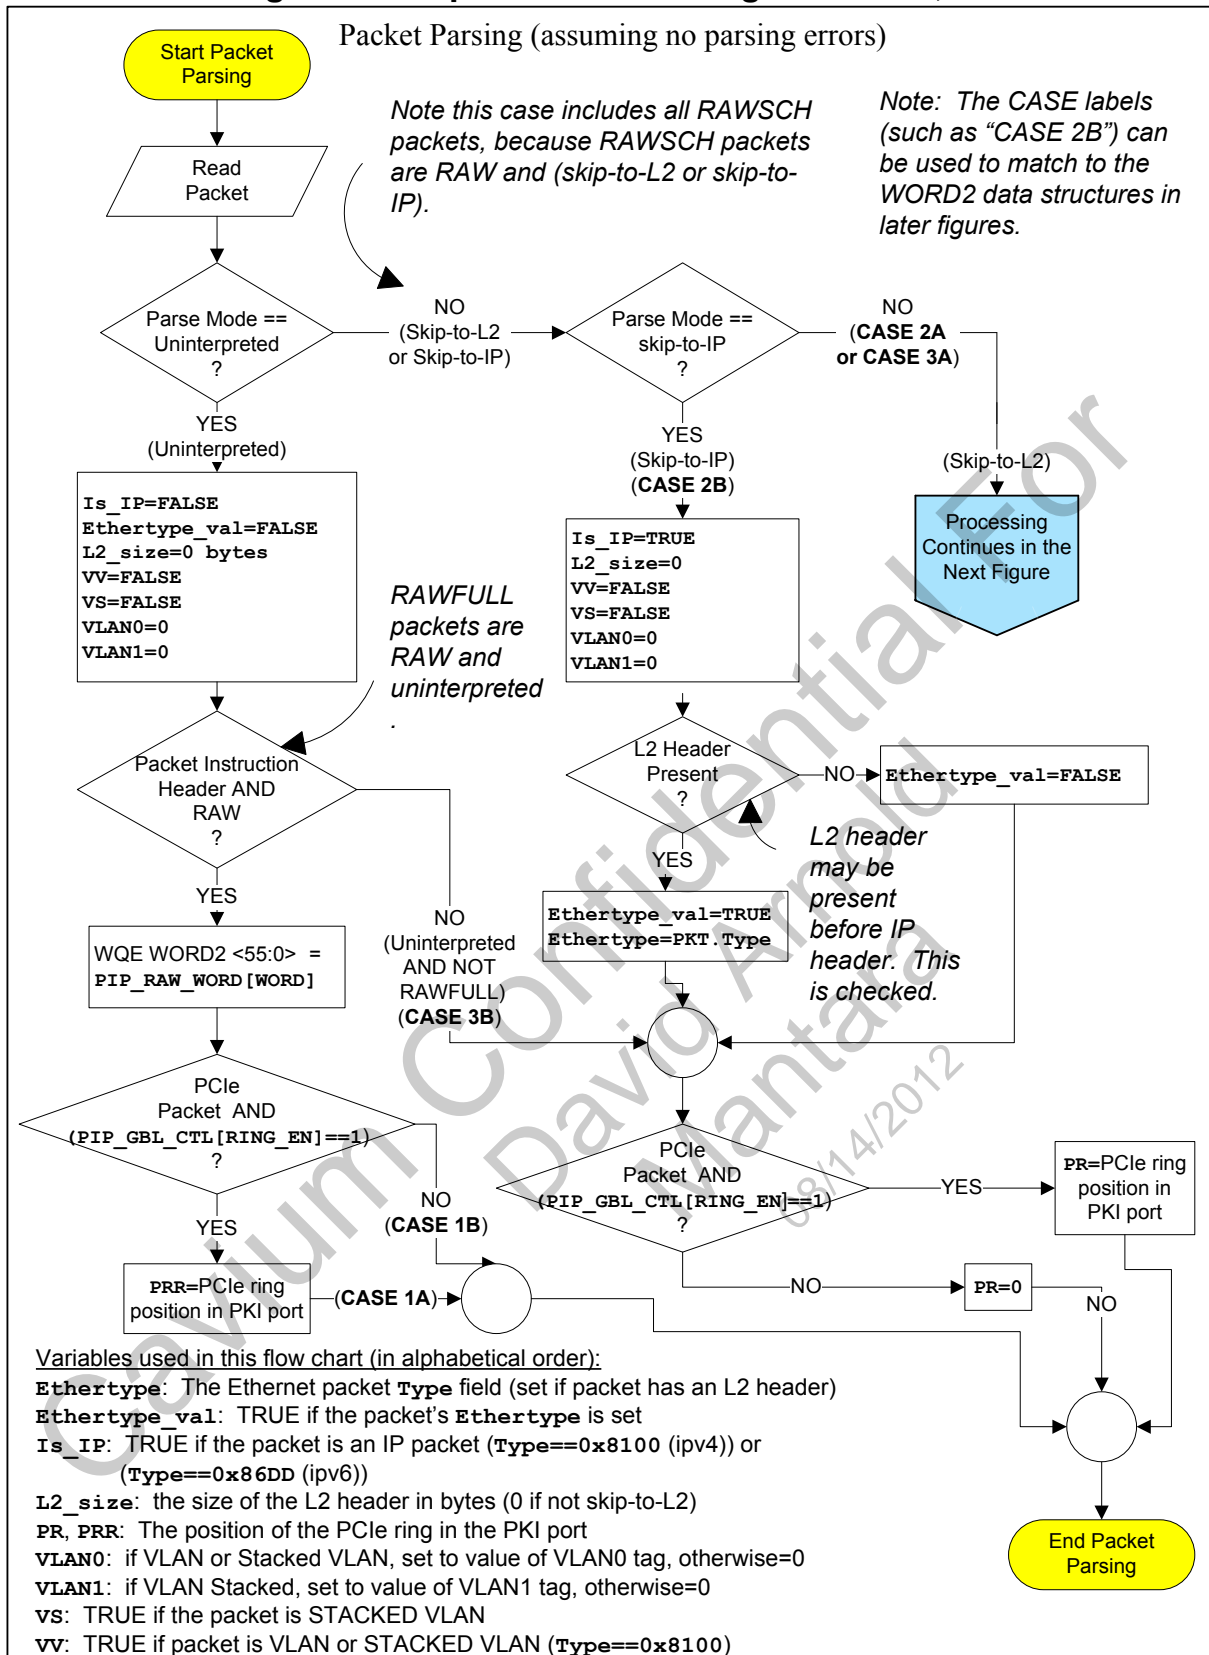 Packet Parsing (assuming no parsing errors)
Start Packet
Parsing
Note this case includes all RAWSCH
packets, because RAWSCH packets
are RAW and (skip-to-L2 or skip-to-
IP).
Note:  The CASE labels
(such as “CASE 2B”) can
be used to match to the
WORD2 data structures in
later figures.
Read
Packet
Parse Mode ==
Uninterpreted
?
NO
(Skip-to-L2
or Skip-to-IP)
Parse Mode ==
skip-to-IP
?
NO
(CASE 2A
or CASE 3A)
YES
(Uninterpreted)
YES
(Skip-to-IP)
(CASE 2B)
(Skip-to-L2)
Is_IP=FALSE
Ethertype_val=FALSE
L2_size=0 bytes
VV=FALSE
VS=FALSE
VLAN0=0
VLAN1=0
Is_IP=TRUE
L2_size=0
VV=FALSE
VS=FALSE
VLAN0=0
VLAN1=0
Processing
Continues in the
Next Figure
RAWFULL
packets are
RAW and
uninterpreted
.
Packet Instruction
Header AND
RAW
?
L2 Header
Present
?
NO
Ethertype_val=FALSE
L2 header
may be
present
before IP
header.  This
is checked.
YES
YES
Ethertype_val=TRUE
Ethertype=PKT.Type
NO
(Uninterpreted
AND NOT
RAWFULL)
(CASE 3B)
WQE WORD2 <55:0>  =
PIP_RAW_WORD[WORD]
PCIe
Packet  AND
(PIP_GBL_CTL[RING_EN]==1)
?
PCIe
Packet  AND
(PIP_GBL_CTL[RING_EN]==1)
?
YES
PR=PCIe ring
position in
PKI port
NO
(CASE 1B)
YES
PRR=PCIe ring
position in PKI port
(CASE 1A)
NO
PR=0
NO
Variables used in this flow chart (in alphabetical order):
Ethertype:  The Ethernet packet Type field (set if packet has an L2 header)
Ethertype_val:  TRUE if the packet’s Ethertype is set
Is_IP:  TRUE if the packet is an IP packet (Type==0x8100 (ipv4)) or
(Type==0x86DD (ipv6))
L2_size:  the size of the L2 header in bytes (0 if not skip-to-L2)
PR, PRR:  The position of the PCIe ring in the PKI port
VLAN0:  if VLAN or Stacked VLAN, set to value of VLAN0 tag, otherwise=0
VLAN1:  if VLAN Stacked, set to value of VLAN1 tag, otherwise=0
VS:  TRUE if the packet is STACKED VLAN
VV:  TRUE if packet is VLAN or STACKED VLAN (Type==0x8100)
End Packet
Parsing
Cavium Confidential For
David Arnold
Mantara
08/14/2012